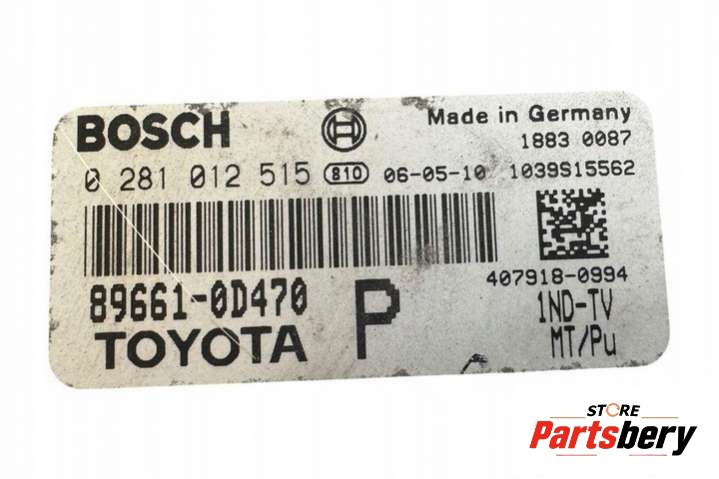 BOSCH
Made in Germany
1883 0087
0 281 012 515 810 06-05-10 1039S15562
407918-0994
89661-0D470
P
1ND-TV
TOYOTA
MT/Pu
STORE
Partsbery